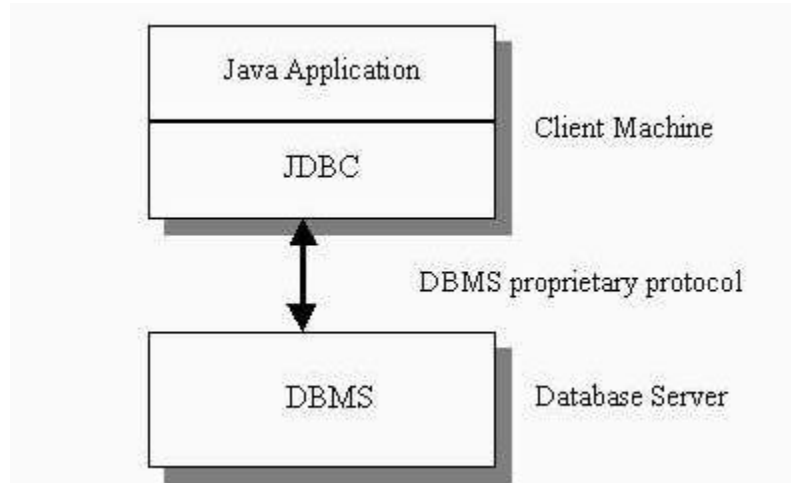 Java Application
Client Machine
JDBC
DBMS proprietary protocol
DBMS
Database Server